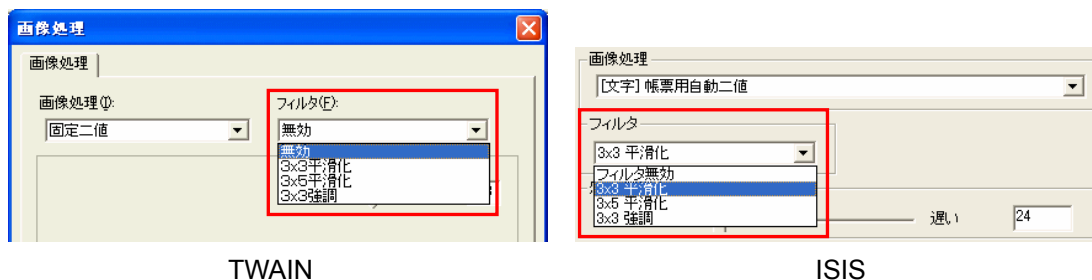 画像処理
画像処理
画像処理(I):
フィルタ(F):
固定二値
無効
無効
3x3平滑化
3x5平滑化
3x3強調
TWAIN
画像処理
[文字] 帳票用自動二値
フィルタ
3x3 平滑化
フィルタ無効
3x3 平滑化
3x5 平滑化
3x3 強調
遅い
24
ISIS